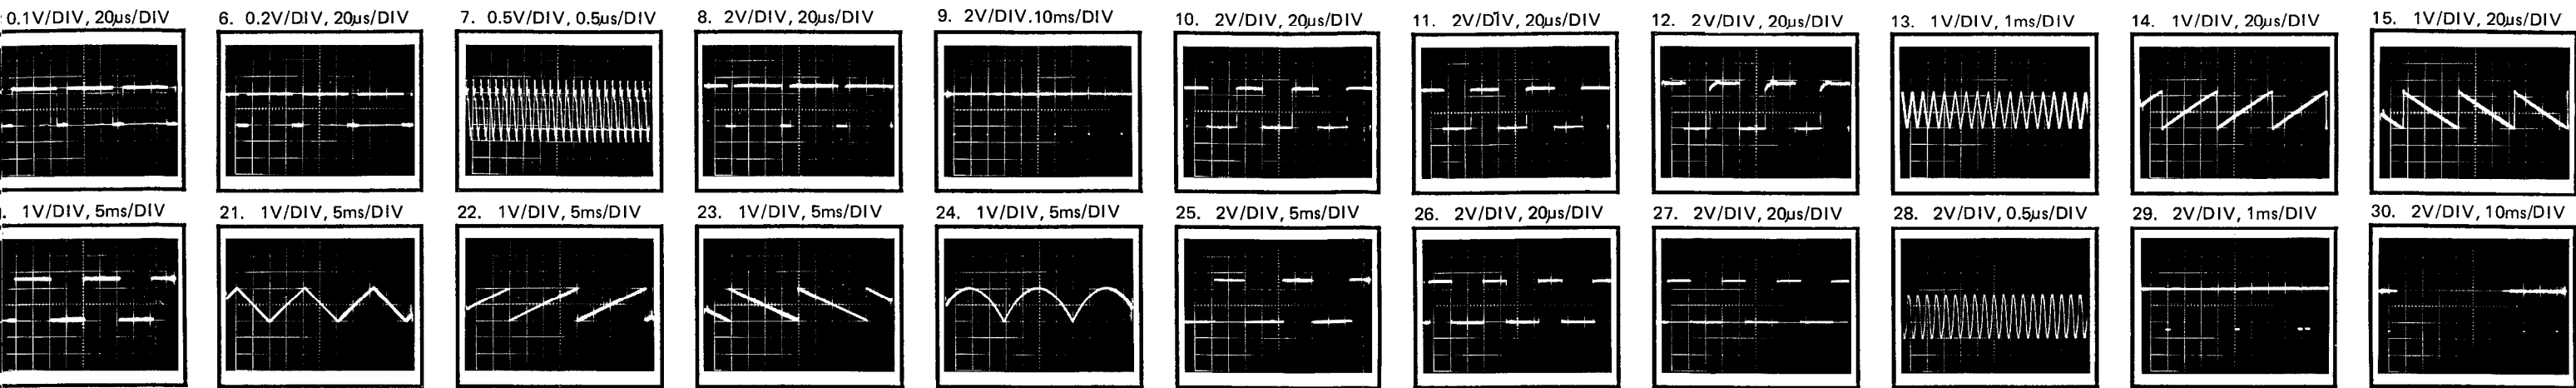 0.1V/DIV, 20µs/DIV
6. 0.2V/DIV, 20µs/DIV
7. 0.5V/DIV, 0.5µs/DIV
8. 2V/DIV, 20µs/DIV
9. 2V/DIV.10ms/DIV
10. 2V/DIV, 20µs/DIV
11. 2V/DIV, 20µs/DIV
12. 2V/DIV, 20µs/DIV
13. 1V/DIV, 1ms/DIV
14. 1V/DIV, 20µs/DIV
15. 1V/DIV, 20µs/DIV
1V/DIV, 5ms/DIV
21. 1V/DIV, 5ms/DIV
22. 1V/DIV, 5ms/DIV
23. 1V/DIV, 5ms/DIV
24. 1V/DIV, 5ms/DIV
25. 2V/DIV, 5ms/DIV
26. 2V/DIV, 20µs/DIV
27. 2V/DIV, 20µs/DIV
28. 2V/DIV, 0.5µs/DIV
29. 2V/DIV, 1ms/DIV
30. 2V/DIV, 10ms/DIV